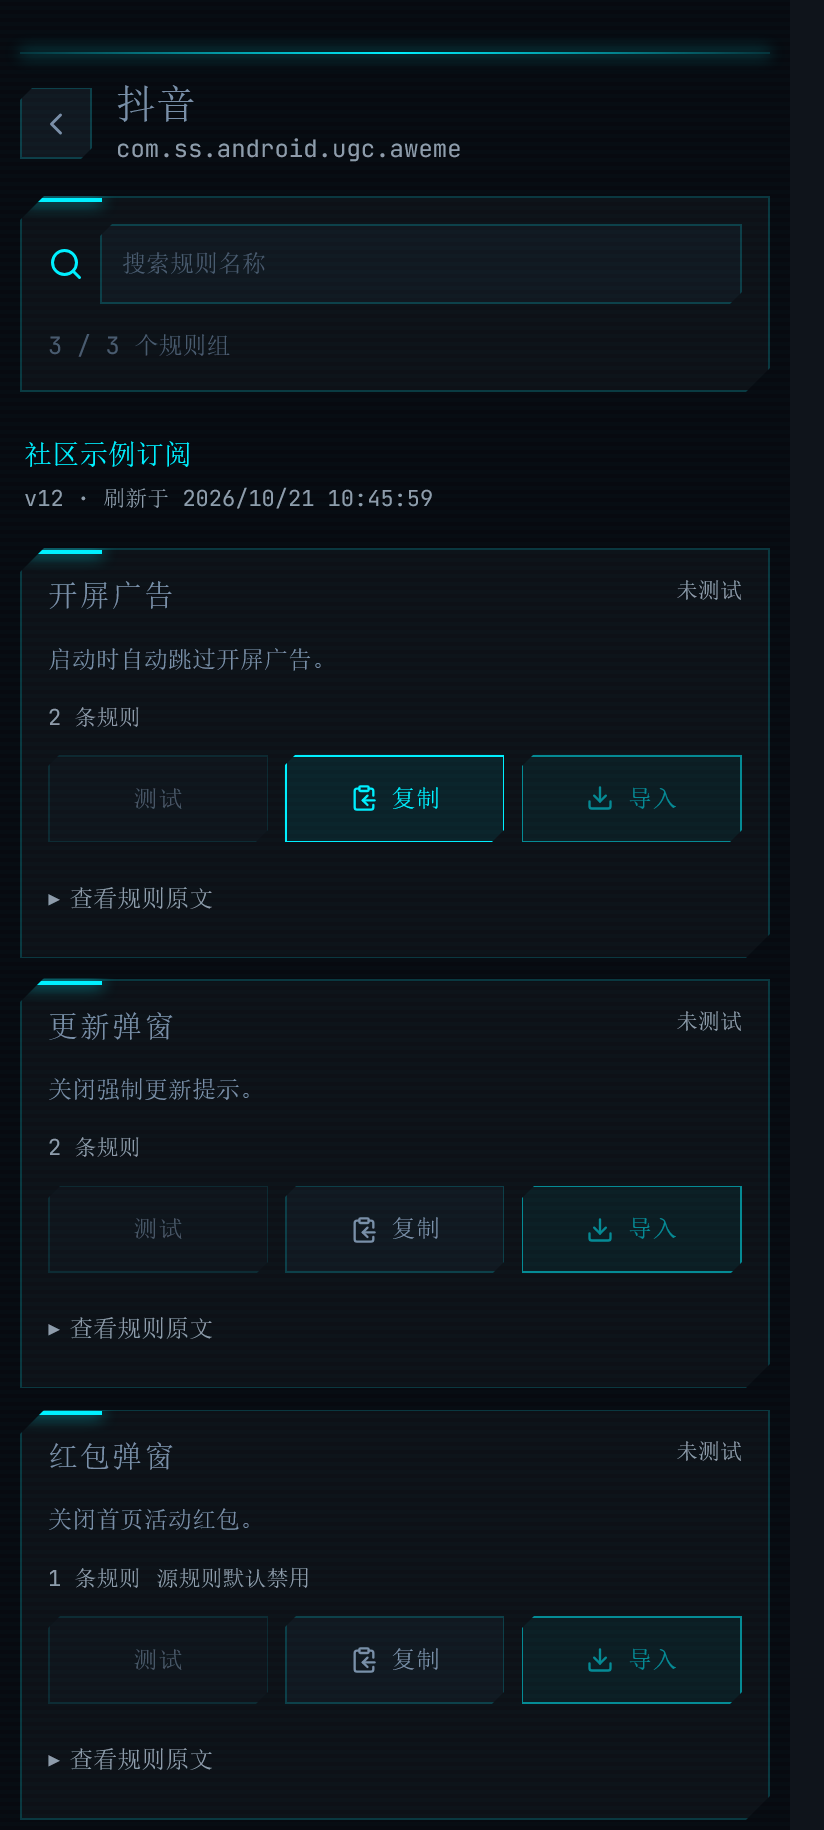 抖音
com.ss.android.ugc.aweme
搜索规则名称
3 / 3 个规则组
社区示例订阅
v12 · 刷新于 2026/10/21 10:45:59
开屏广告 未测试
启动时自动跳过开屏广告。
2 条规则
测试 复制 导入
▸ 查看规则原文
更新弹窗 未测试
关闭强制更新提示。
2 条规则
测试 复制 导入
▸ 查看规则原文
红包弹窗 未测试
关闭首页活动红包。
1 条规则 源规则默认禁用
测试 复制 导入
▸ 查看规则原文